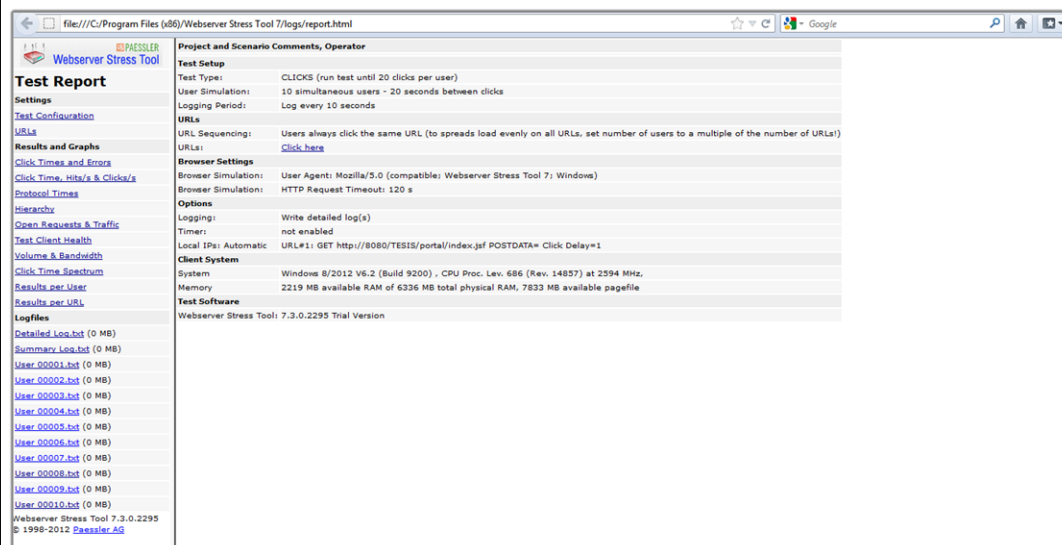 file:///C:/Program Files (x86)/Webserver Stress Tool 7/logs/report.html
Google
PAESSLER
Webserver Stress Tool
Test Report
Settings
Test Configuration
URLs
Results and Graphs
Click Times and Errors
Click Time, Hits/s & Clicks/s
Protocol Times
Hierarchy
Open Requests & Traffic
Test Client Health
Volume & Bandwidth
Click Time Spectrum
Results per User
Results per URL
Logfiles
Detailed Log.txt (0 MB)
Summary Log.txt (0 MB)
User 00001.txt (0 MB)
User 00002.txt (0 MB)
User 00003.txt (0 MB)
User 00004.txt (0 MB)
User 00005.txt (0 MB)
User 00006.txt (0 MB)
User 00007.txt (0 MB)
User 00008.txt (0 MB)
User 00009.txt (0 MB)
User 00010.txt (0 MB)
Webserver Stress Tool 7.3.0.2295
© 1998-2012 Paessler AG
Project and Scenario Comments, Operator
Test Setup
Test Type: CLICKS (run test until 20 clicks per user)
User Simulation: 10 simultaneous users - 20 seconds between clicks
Logging Period: Log every 10 seconds
URLs
URL Sequencing: Users always click the same URL (to spreads load evenly on all URLs, set number of users to a multiple of the number of URLs!)
URLs: Click here
Browser Settings
Browser Simulation: User Agent: Mozilla/5.0 (compatible; Webserver Stress Tool 7; Windows)
Browser Simulation: HTTP Request Timeout: 120 s
Options
Logging: Write detailed log(s)
Timer: not enabled
Local IPs: Automatic URL#1: GET http://8080/TESIS/portal/index.jsf POSTDATA= Click Delay=1
Client System
System Windows 8/2012 V6.2 (Build 9200) , CPU Proc. Lev. 686 (Rev. 14857) at 2594 MHz,
Memory 2219 MB available RAM of 6336 MB total physical RAM, 7833 MB available pagefile
Test Software
Webserver Stress Tool: 7.3.0.2295 Trial Version